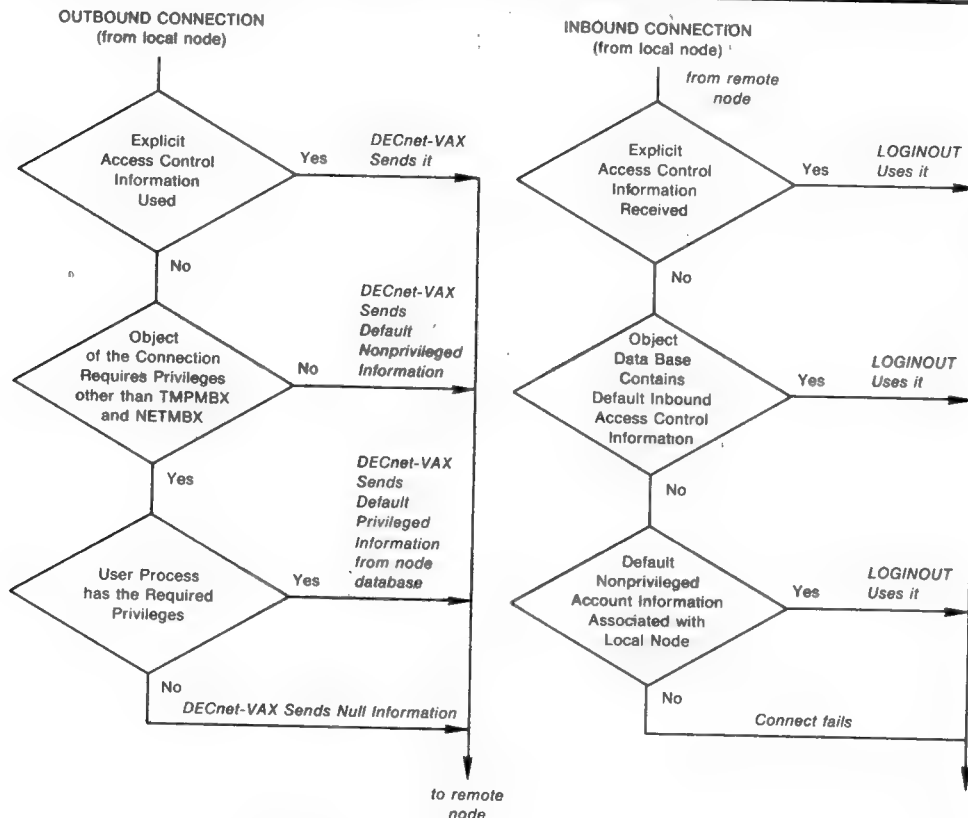 OUTBOUND CONNECTION
(from local node)
Explicit
Access Control
Information
Used
Yes
DECnet-VAX
Sends it
No
Object
of the Connection
Requires Privileges
other than TMPMBX
and NETMBX
No
DECnet-VAX
Sends
Default
Nonprivileged
Information
Yes
User Process
has the Required
Privileges
Yes
DECnet-VAX
Sends
Default
Privileged
Information
from node
database
No
DECnet-VAX Sends Null Information
to remote
node
INBOUND CONNECTION
(from local node)
from remote
node
Explicit
Access Control
Information
Received
Yes
LOGINOUT
Uses it
No
Object
Data Base
Contains
Default Inbound
Access Control
Information
Yes
LOGINOUT
Uses it
No
Default
Nonprivileged
Account Information
Associated with
Local Node
Yes
LOGINOUT
Uses it
No
Connect fails